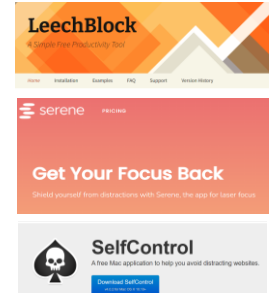 LeechBlock
A Simple Free Productivity Tool
Home Installation Examples FAQ Support Version History
serene PRICING
Get Your Focus Back
Shield yourself from distractions with Serene, the app for laser focus
SelfControl
A free Mac application to help you avoid distracting websites.
Download SelfControl